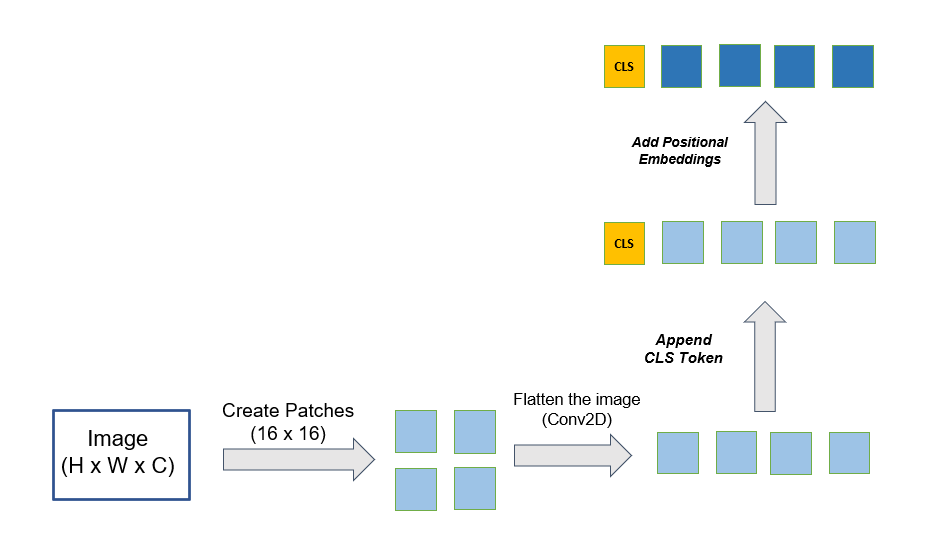 Image
(H x W x C)
Create Patches
(16 x 16)
Flatten the image
(Conv2D)
Append
CLS Token
CLS
Add Positional
Embeddings
CLS